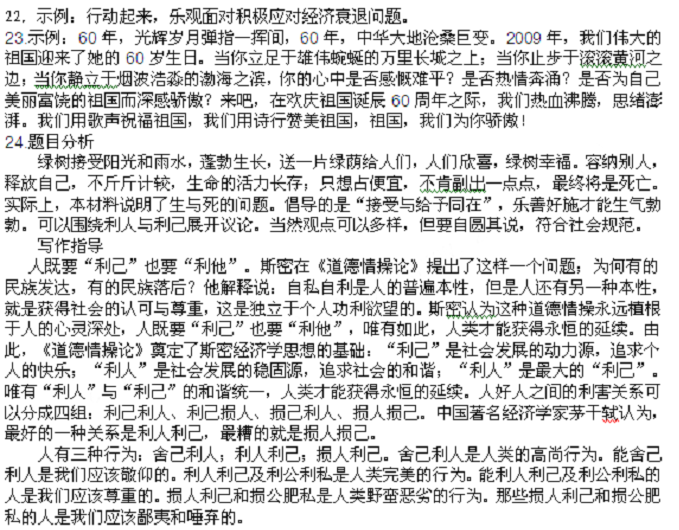 22．示例：行动起来，乐观面对积极应对经济衰退问题。
23.示例：60 年，光辉岁月弹指一挥间，60 年，中华大地沧桑巨变。2009 年，我们伟大的
祖国迎来了她的 60 岁生日。当你立足于雄伟蜿蜒的万里长城之上；当你止步于滚滚黄河之
边；当你静立于烟波浩淼的渤海之滨，你的心中是否感慨难平？是否热情奔涌？是否为自己
美丽富饶的祖国而深感骄傲？来吧，在欢庆祖国诞辰 60 周年之际，我们热血沸腾，思绪澎
湃。我们用歌声祝福祖国，我们用诗行赞美祖国，祖国，我们为你骄傲！
24.题目分析
绿树接受阳光和雨水，蓬勃生长，送一片绿荫给人们，人们欣喜，绿树幸福。容纳别人，
释放自己，不斤斤计较，生命的活力长存；只想占便宜，不肯副出一点点，最终将是死亡。
实际上，本材料说明了生与死的问题。倡导的是“接受与给予同在”，乐善好施才能生气勃
勃。可以围绕利人与利己展开议论。当然观点可以多样，但要自圆其说，符合社会规范。
写作指导
人既要“利己”也要“利他”。斯密在《道德情操论》提出了这样一个问题：为何有的
民族发达，有的民族落后？他解释说：自私自利是人的普遍本性，但是人还有另一种本性，
就是获得社会的认可与尊重，这是独立于个人功利欲望的。斯密认为这种道德情操永远植根
于人的心灵深处，人既要“利己”也要“利他”，唯有如此，人类才能获得永恒的延续。由
此，《道德情操论》奠定了斯密经济学思想的基础：“利己”是社会发展的动力源，追求个
人的快乐；“利人”是社会发展的稳固源，追求社会的和谐；“利人”是最大的“利己”。
唯有“利人”与“利己”的和谐统一，人类才能获得永恒的延续。人好人之间的利害关系可
以分成四组：利己利人、利己损人、损己利人、损人损己。中国著名经济学家茅于轼认为，
最好的一种关系是利人利己，最糟的就是损人损己。
人有三种行为：舍己利人；利人利己；损人利己。舍己利人是人类的高尚行为。能舍己
利人是我们应该敬仰的。利人利己及利公利私是人类完美的行为。能利人利己及利公利私的
人是我们应该尊重的。损人利己和损公肥私是人类野蛮恶劣的行为。那些损人利己和损公肥
私的人是我们应该鄙夷和唾弃的。